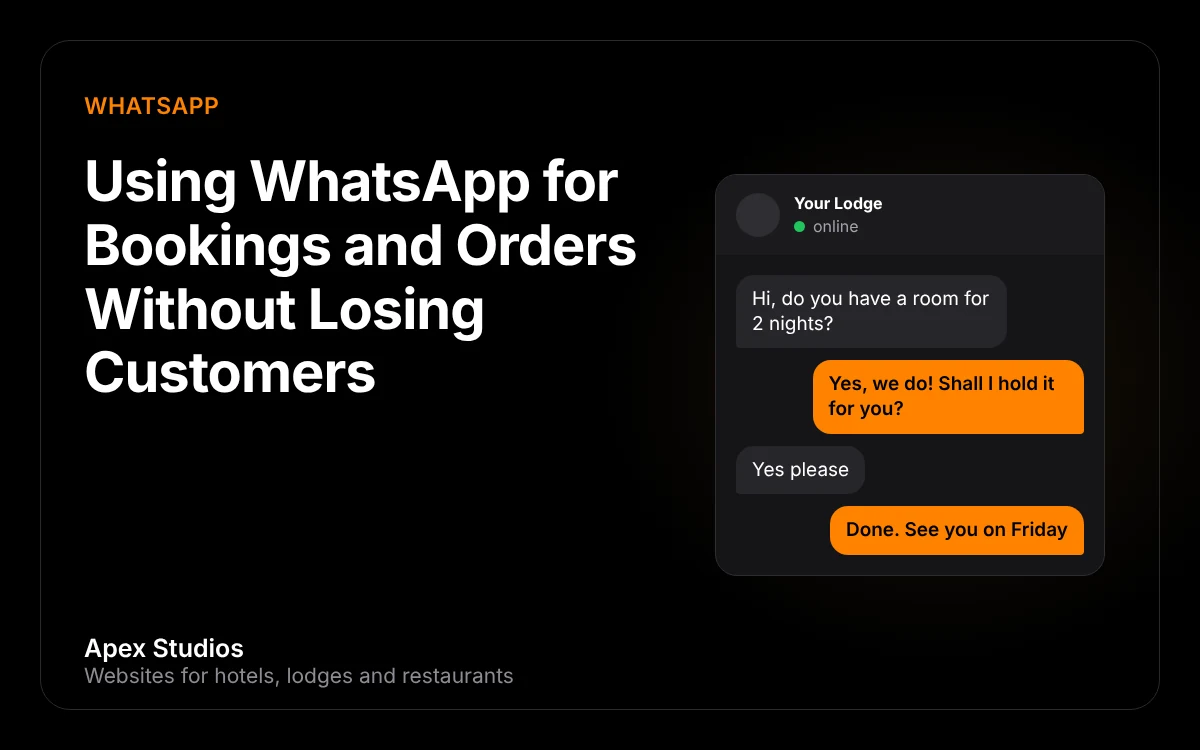 WHATSAPP
Using WhatsApp for
Bookings and Orders
Without Losing
Customers
Your Lodge
online
Hi, do you have a room for
2 nights?
Yes, we do! Shall I hold it
for you?
Yes please
Done. See you on Friday
Apex Studios
Websites for hotels, lodges and restaurants